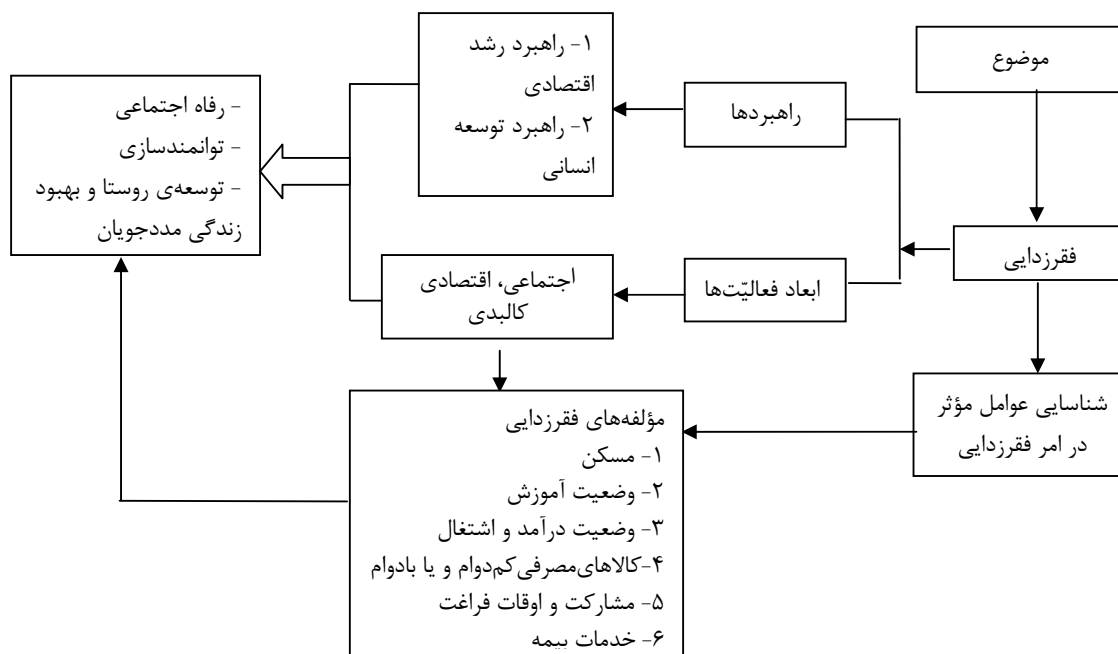 موضوع
فقرزدایی
شناسایی عوامل مؤثر
در امر فقرزدایی
راهبردها
ابعاد فعالیّت‌ها
۱- راهبرد رشد
اقتصادی
۲- راهبرد توسعه
انسانی
اجتماعی، اقتصادی
کالبدی
مؤلفه‌های فقرزدایی
۱- مسکن
۲- وضعیت آموزش
۳- وضعیت درآمد و اشتغال
۴-کالاهای‌مصرفی‌کم‌دوام و یا بادوام
۵- مشارکت و اوقات فراغت
۶- خدمات بیمه
- رفاه اجتماعی
- توانمندسازی
- توسعه‌ی روستا و بهبود
زندگی مددجویان